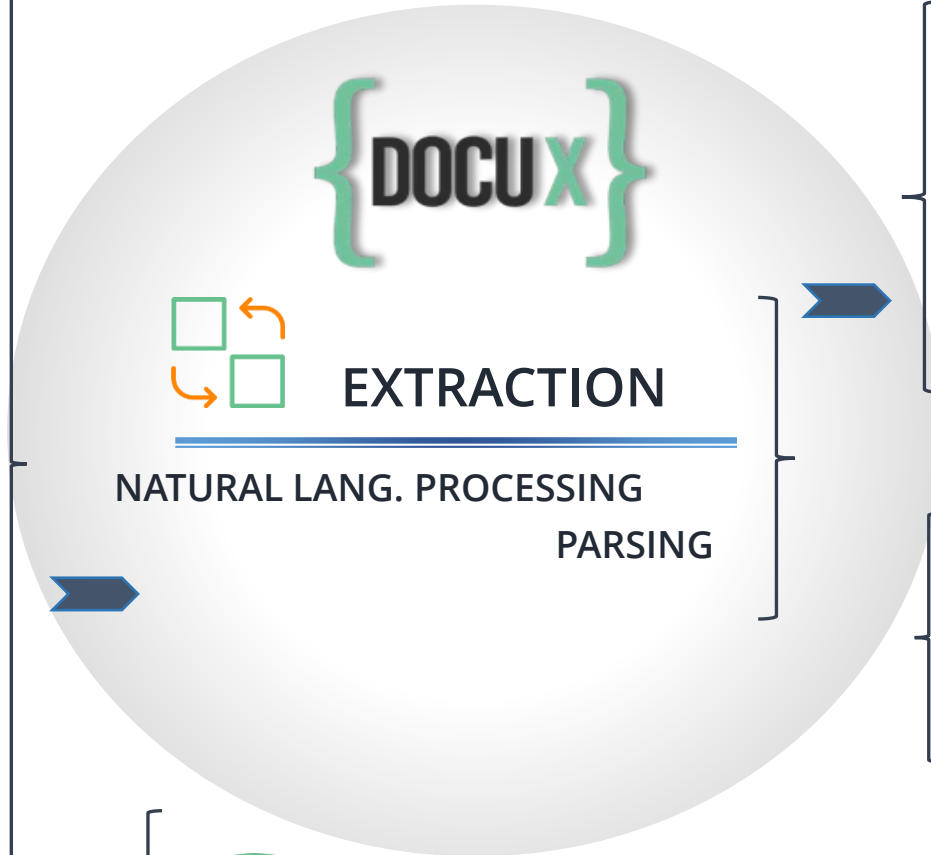 {DOCUX}
EXTRACTION
NATURAL LANG. PROCESSING
PARSING